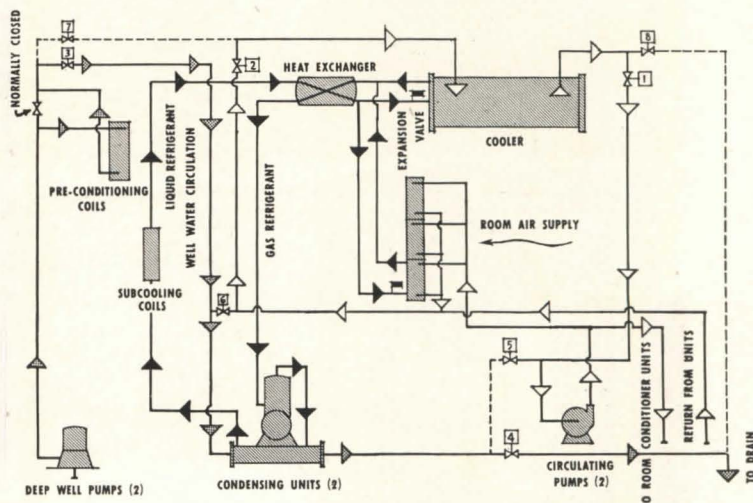 NORMALLY CLOSED
7
3
2
8
1
HEAT EXCHANGER
EXPANSION
VALVE
COOLER
PRE-CONDITIONING
COILS
LIQUID REFRIGERANT
WELL WATER CIRCULATION
GAS REFRIGERANT
ROOM AIR SUPPLY
SUBCOOLING
COILS
6
5
4
DEEP WELL PUMPS (2)
CONDENSING UNITS (2)
CIRCULATING
PUMPS (2)
O ROOM CONDITIONER UNITS
RETURN FROM UNITS
TO DRAIN